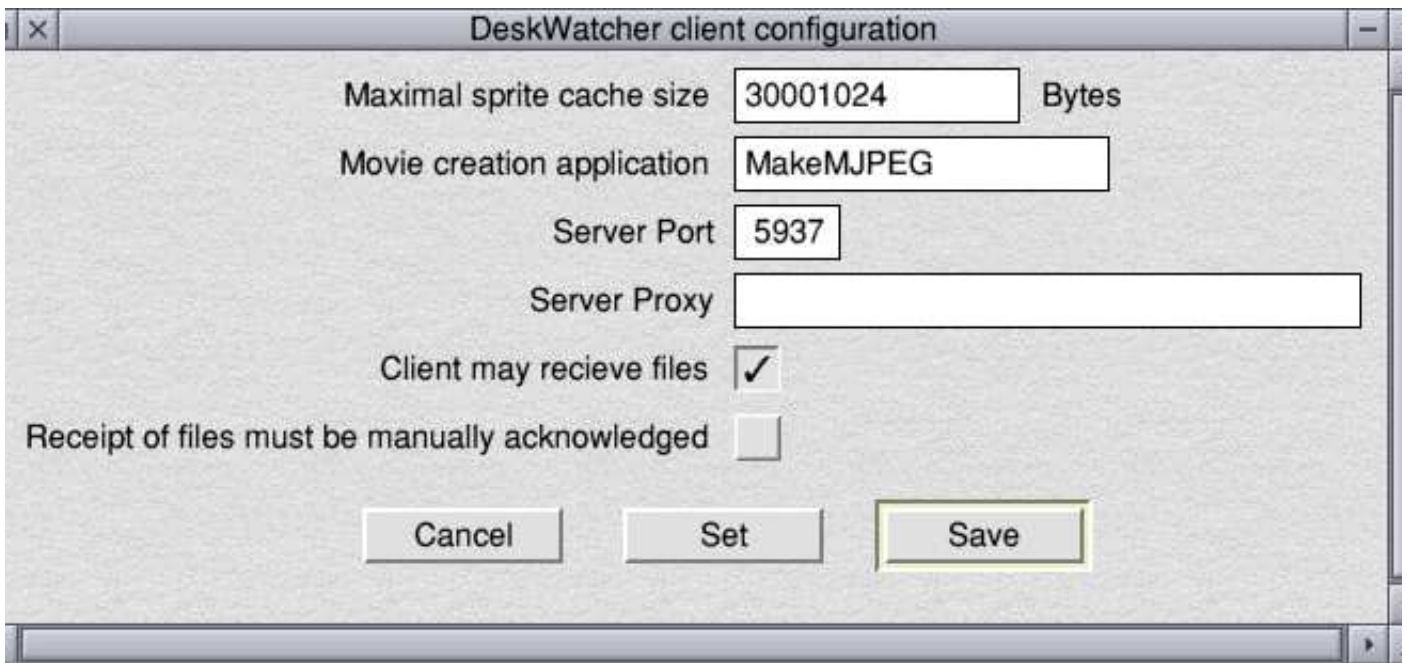 DeskWatcher client configuration
Maximal sprite cache size 30001024 Bytes
Movie creation application MakeMJPEG
Server Port 5937
Server Proxy
Client may recieve files ✓
Receipt of files must be manually acknowledged
Cancel Set Save